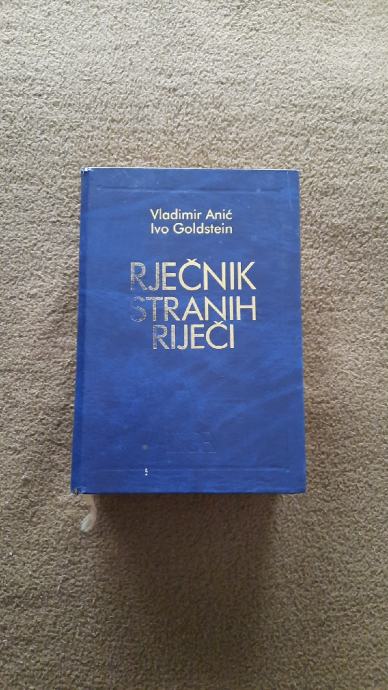 Vladimir Anić
Ivo Goldstein
RJEČNIK
STRANIH
RIJEČI